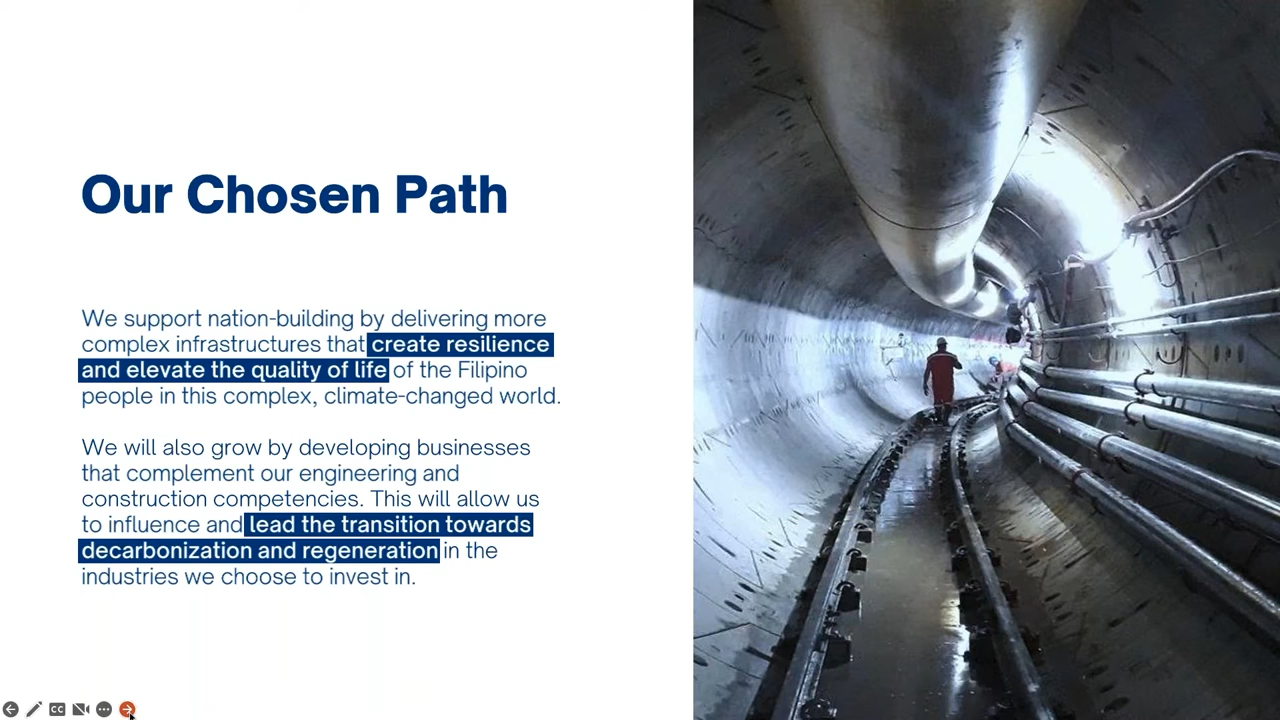 Our Chosen Path
We support nation-building by delivering more
complex infrastructures that create resilience
and elevate the quality of life of the Filipino
people in this complex, climate-changed world.
We will also grow by developing businesses
that complement our engineering and
construction competencies. This will allow us
to influence and lead the transition towards
decarbonization and regeneration in the
industries we choose to invest in.
CC